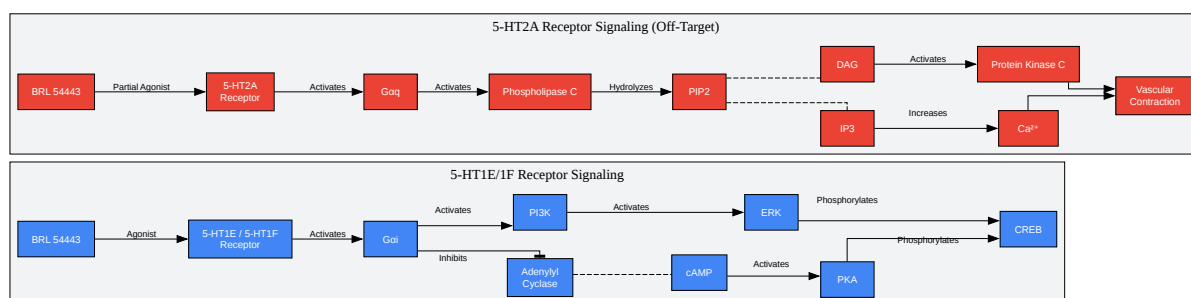 5-HT2A Receptor Signaling (Off-Target)
BRL 54443
Partial Agonist
5-HT2A
Receptor
Activates
Gαq
Activates
Phospholipase C
Hydrolyzes
PIP2
DAG
Activates
Protein Kinase C
IP3
Increases
Ca²⁺
Vascular
Contraction
5-HT1E/1F Receptor Signaling
BRL 54443
Agonist
5-HT1E / 5-HT1F
Receptor
Activates
Gαi
Activates
PI3K
Activates
ERK
Phosphorylates
Inhibits
Adenylyl
Cyclase
cAMP
Activates
PKA
Phosphorylates
CREB